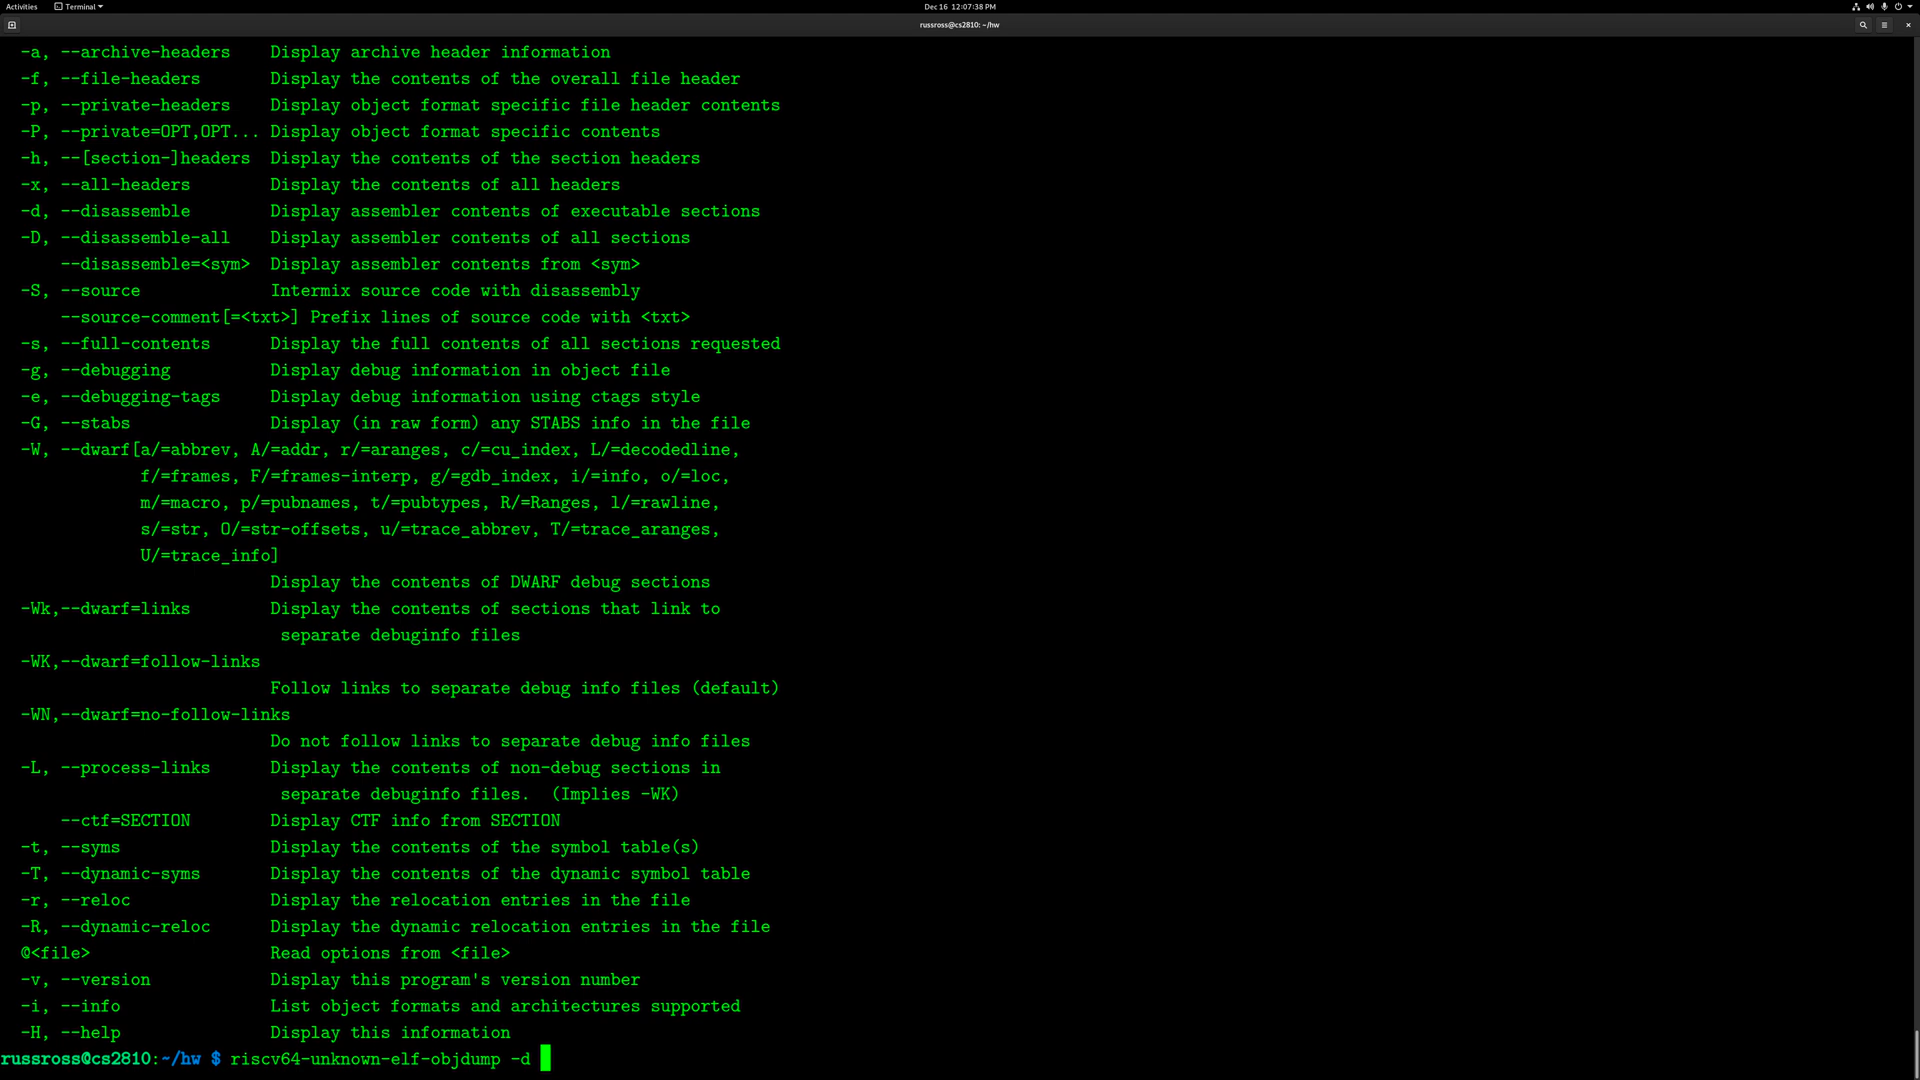 Activities Terminal Dec 16 12:07:38 PM
russross@cs2810: ~/hw
-a, --archive-headers    Display archive header information
-f, --file-headers       Display the contents of the overall file header
-p, --private-headers    Display object format specific file header contents
-P, --private=OPT,OPT... Display object format specific contents
-h, --[section-]headers  Display the contents of the section headers
-x, --all-headers        Display the contents of all headers
-d, --disassemble        Display assembler contents of executable sections
-D, --disassemble-all    Display assembler contents of all sections
    --disassemble=<sym>  Display assembler contents from <sym>
-S, --source             Intermix source code with disassembly
    --source-comment[=<txt>] Prefix lines of source code with <txt>
-s, --full-contents      Display the full contents of all sections requested
-g, --debugging          Display debug information in object file
-e, --debugging-tags     Display debug information using ctags style
-G, --stabs              Display (in raw form) any STABS info in the file
-W, --dwarf[a/=abbrev, A/=addr, r/=aranges, c/=cu_index, L/=decodedline,
            f/=frames, F/=frames-interp, g/=gdb_index, i/=info, o/=loc,
            m/=macro, p/=pubnames, t/=pubtypes, R/=Ranges, l/=rawline,
            s/=str, O/=str-offsets, u/=trace_abbrev, T/=trace_aranges,
            U/=trace_info]
                         Display the contents of DWARF debug sections
-Wk,--dwarf=links        Display the contents of sections that link to
                          separate debuginfo files
-WK,--dwarf=follow-links
                         Follow links to separate debug info files (default)
-WN,--dwarf=no-follow-links
                         Do not follow links to separate debug info files
-L, --process-links      Display the contents of non-debug sections in
                          separate debuginfo files.  (Implies -WK)
    --ctf=SECTION        Display CTF info from SECTION
-t, --syms               Display the contents of the symbol table(s)
-T, --dynamic-syms       Display the contents of the dynamic symbol table
-r, --reloc              Display the relocation entries in the file
-R, --dynamic-reloc      Display the dynamic relocation entries in the file
@<file>                  Read options from <file>
-v, --version            Display this program's version number
-i, --info               List object formats and architectures supported
-H, --help               Display this information
russross@cs2810:~/hw $ riscv64-unknown-elf-objdump -d